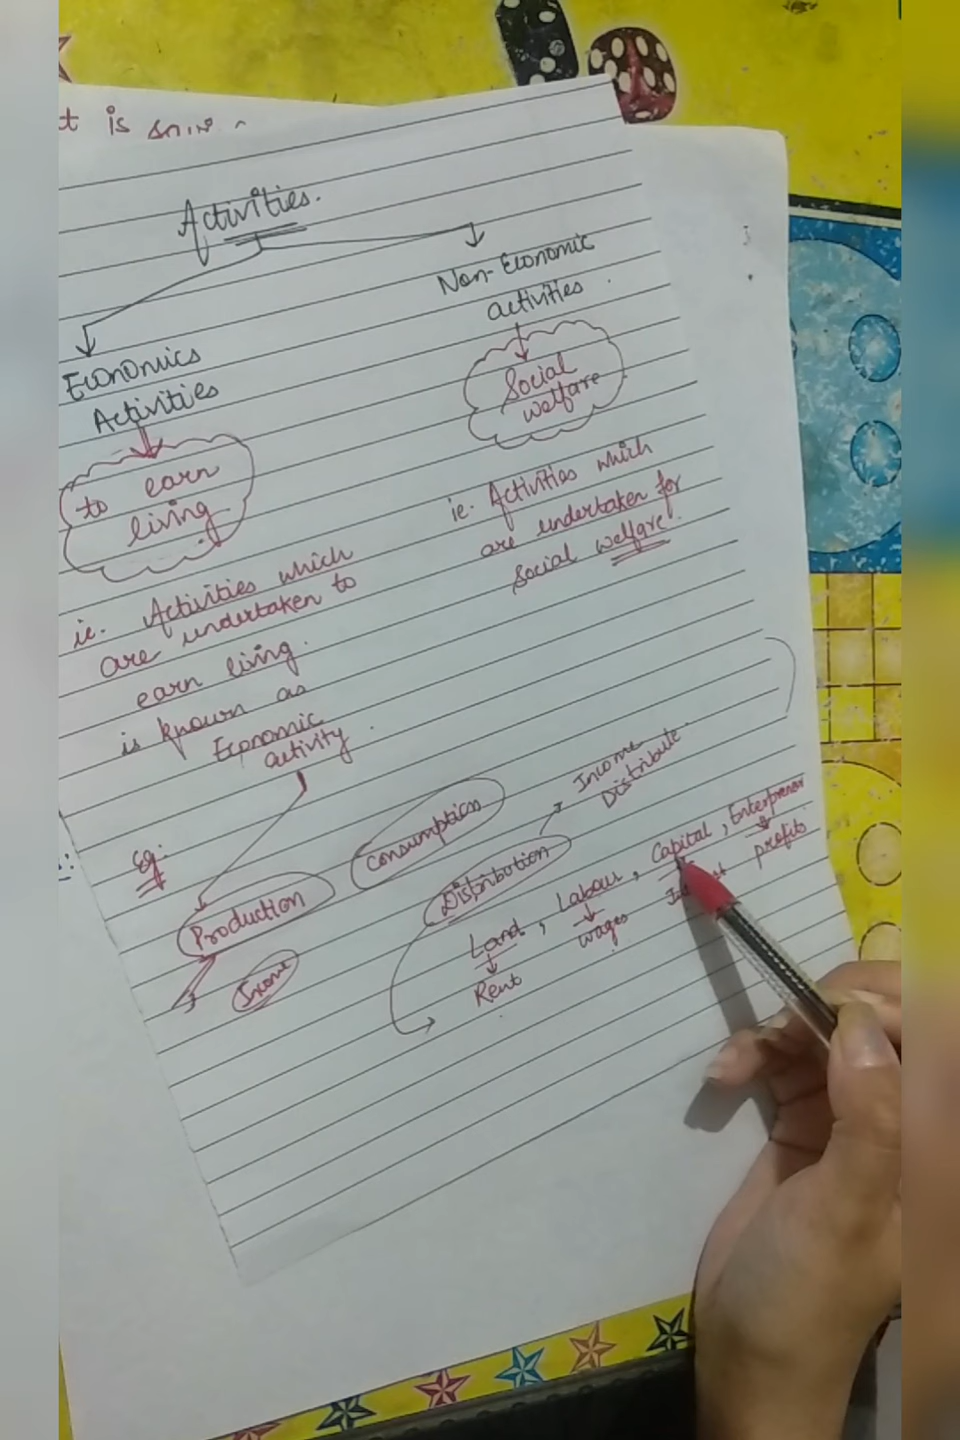 t is
Activities.
Economics
Activities
to earn
living
ie. Activities which
are undertaken to
earn living.
is known as
Economic
activity.
Non-Economic
activities.
Social
welfare
ie. Activities which
are undertaken for
social welfare.
Eg:
Production
Income
Consumption
Distribution
Income
Distribute
Land, Labour, Capital, Enterprenor
Rent
wages
profits